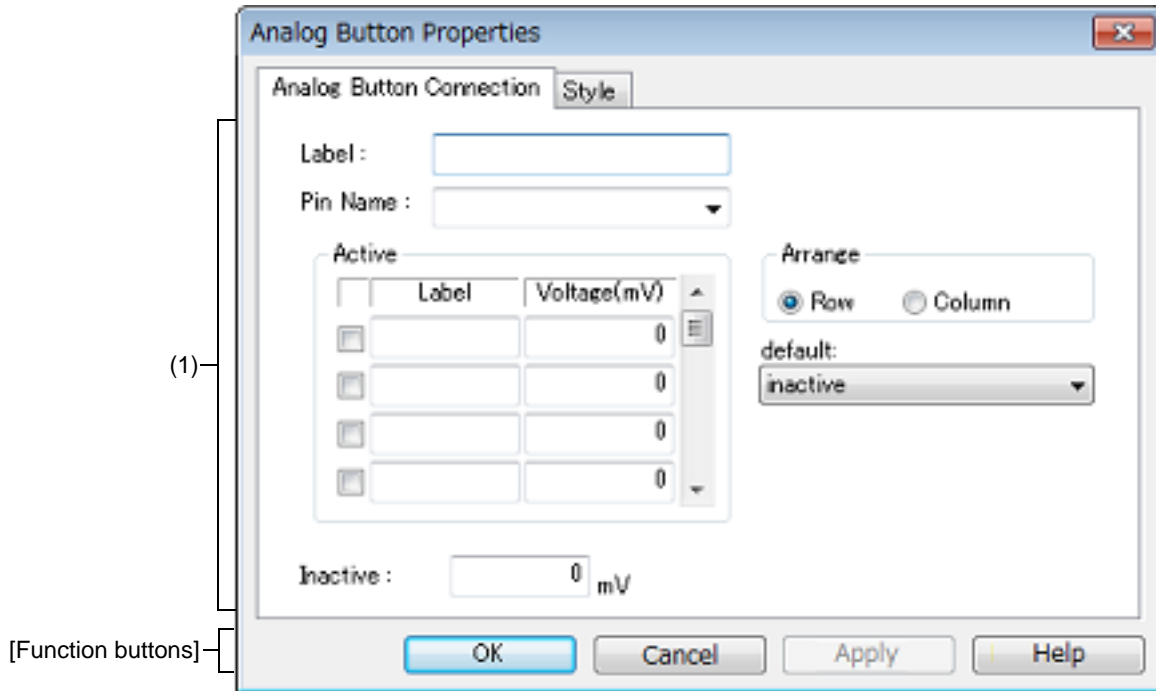 Analog Button Properties
Analog Button Connection
Style
Label :
Pin Name :
Active
Label Voltage(mV)
0
0
0
0
Arrange
Row Column
default:
inactive
Inactive : 0 mV
(1)
[Function buttons]
OK Cancel Apply Help